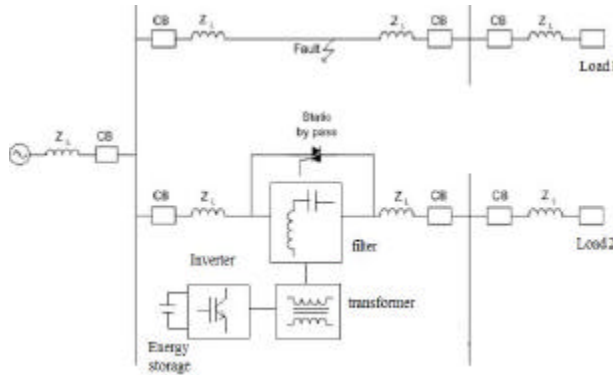 CB
Z L
Z L
CB
CB
Z L
Fault
Load1
Static
by pass
Z L
CB
CB
Z L
Z L
CB
CB
Z L
filter
Load2
Inverter
transformer
Energy
storage